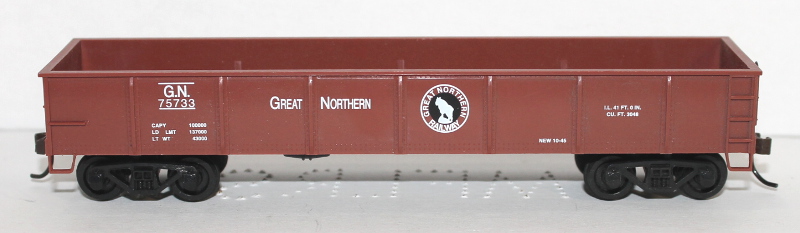 G.N.
75733
CAPY 100000
LD LMT 137000
LT WT 43000
GREAT NORTHERN
GREAT NORTHERN
RAILWAY
NEW 10-46
I.L. 41 FT. 6 IN.
CU. FT. 3048